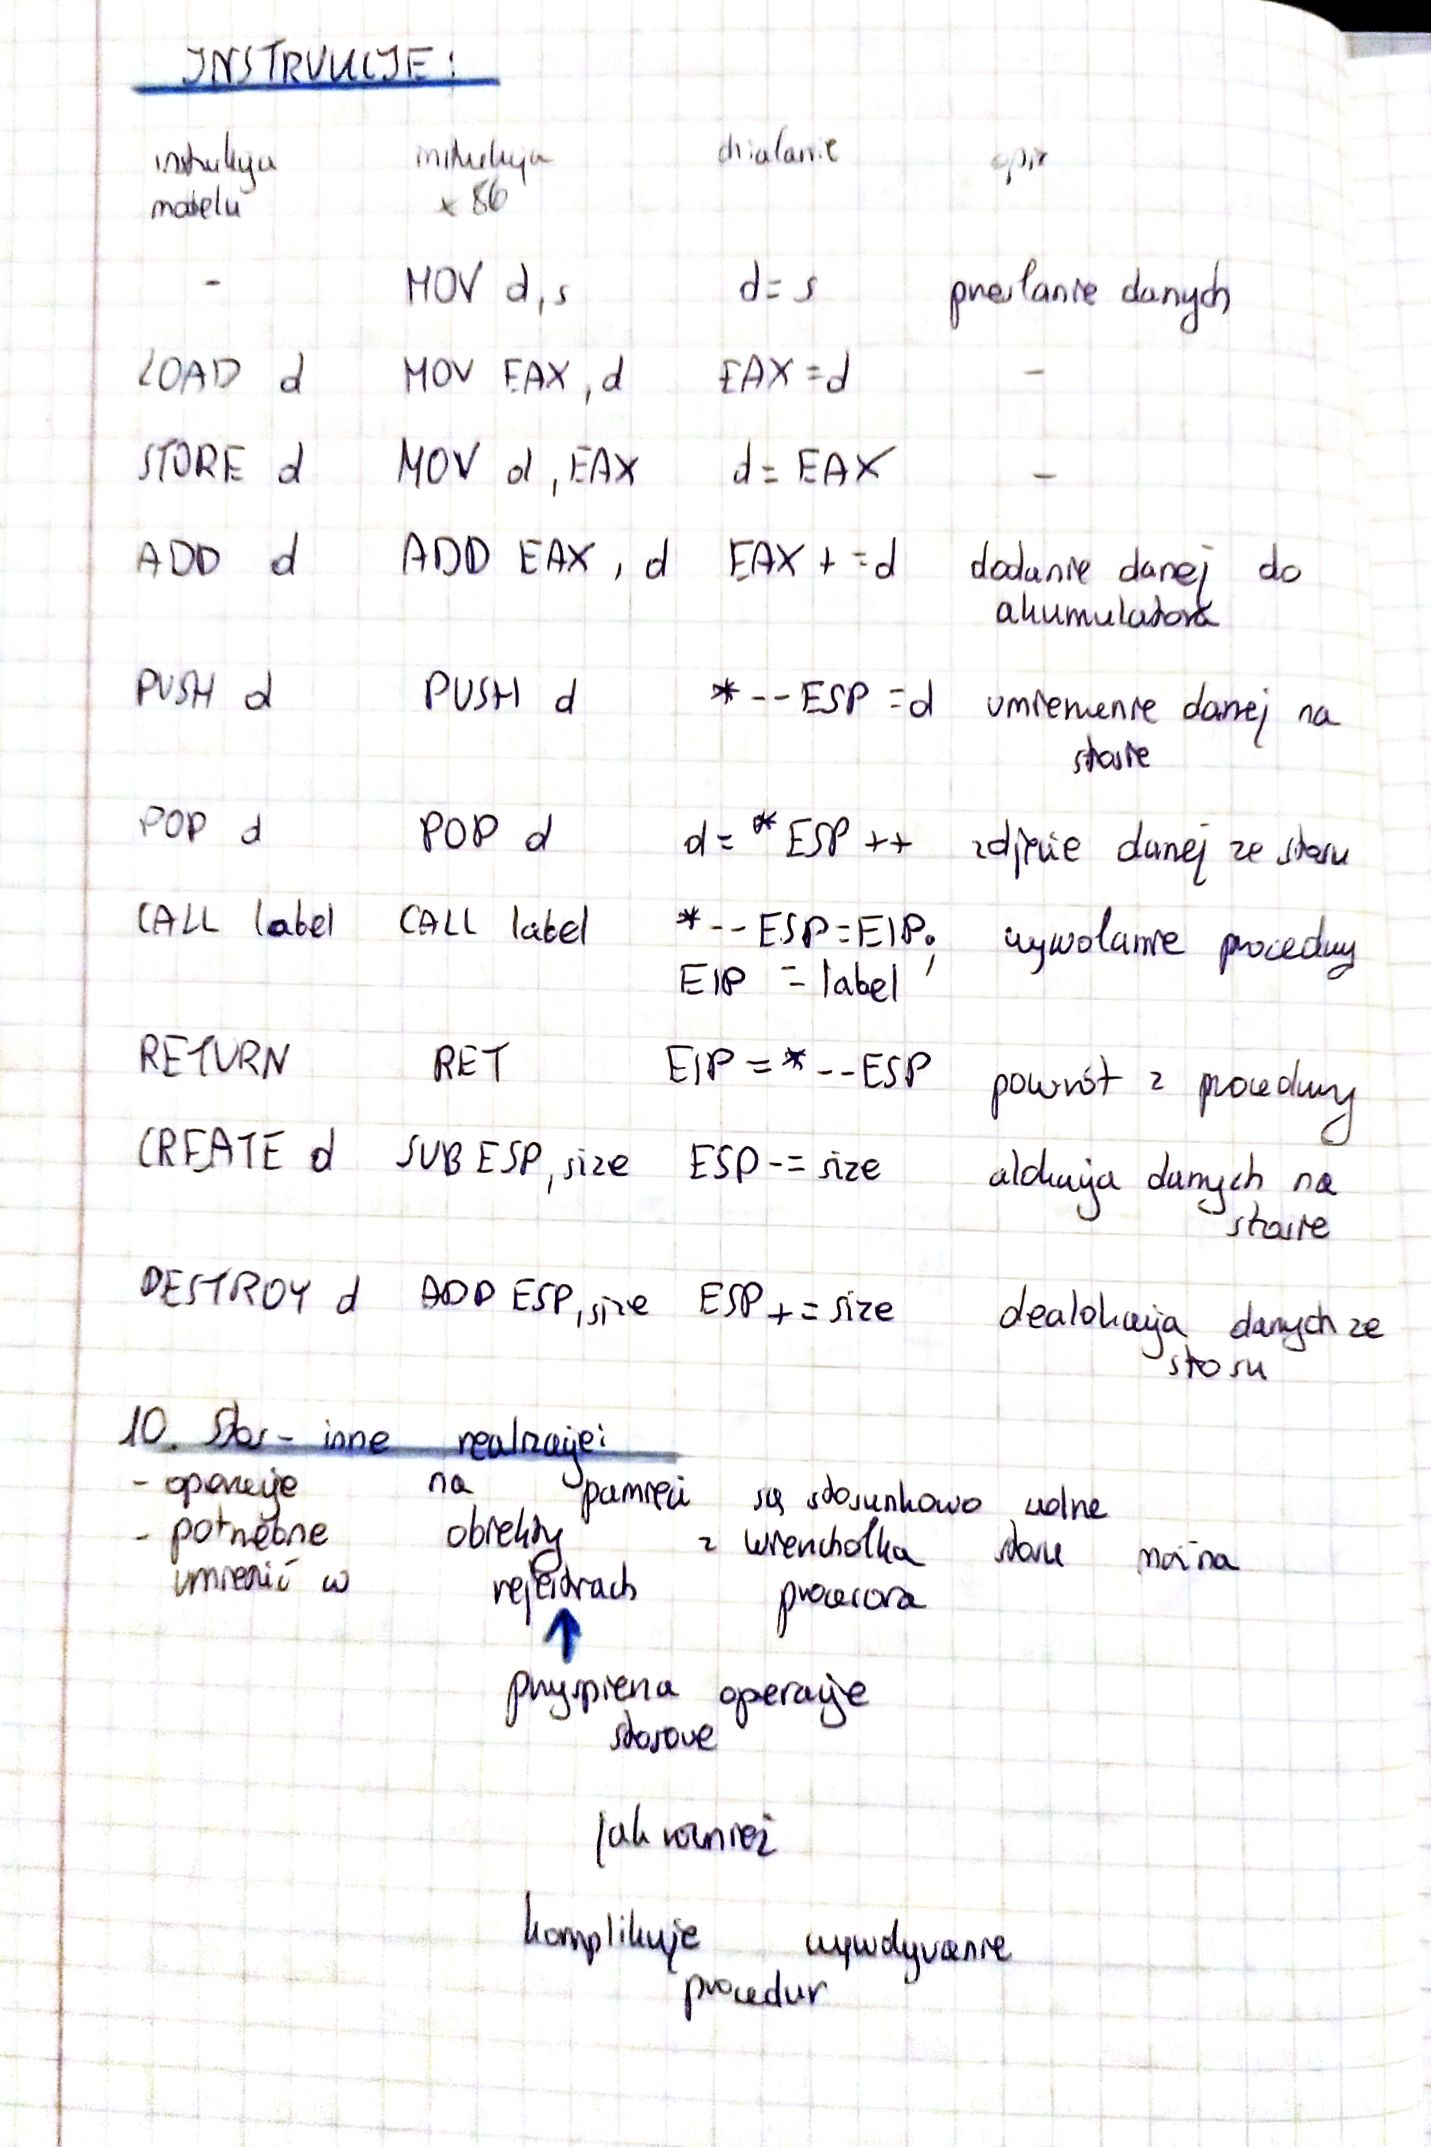 INSTRUKCJE:
instrukcja instrukcja działanie opis
modelu x86
- MOV d,s d=s przesłanie danych
LOAD d MOV EAX,d EAX=d -
STORE d MOV d,EAX d=EAX -
ADD d ADD EAX,d EAX+=d dodanie danej do
akumulatora
PUSH d PUSH d *--ESP=d umieszczenie danej na
stosie
POP d POP d d=*ESP++ zdjęcie danej ze stosu
CALL label CALL label *--ESP=EIP; wywołanie procedury
EIP=label
RETURN RET EIP=*--ESP powrót z procedury
CREATE d SUB ESP,size ESP-=size alokacja danych na
stosie
DESTROY d ADD ESP,size ESP+=size dealokacja danych ze
stosu
10. Stos - inne realizacje:
- operacje na pamięci są stosunkowo wolne
- potrzebne obiekty z wierzchołka stosu można
umieścić w rejestrach procesora
↑
przyspiesza operacje
stosowe
jak również
komplikuje wywoływanie
procedur